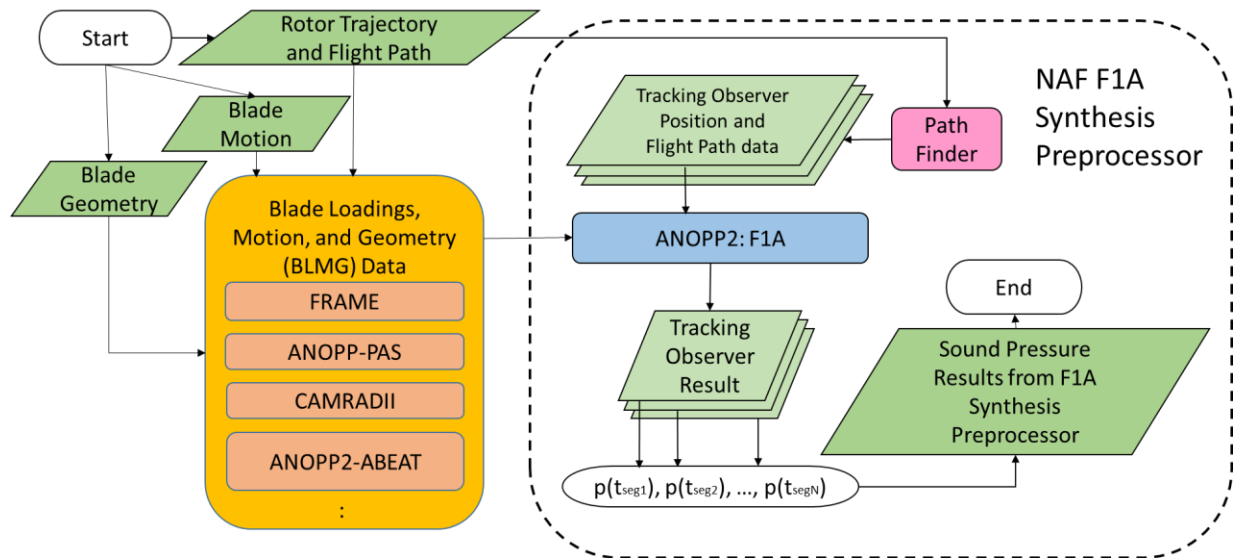 Start
Rotor Trajectory
and Flight Path
Blade
Motion
Blade
Geometry
Blade Loadings,
Motion, and Geometry
(BLMG) Data
FRAME
ANOPP-PAS
CAMRADII
ANOPP2-ABEAT
:
NAF F1A
Synthesis
Preprocessor
Tracking Observer
Position and
Flight Path data
Path
Finder
ANOPP2: F1A
Tracking
Observer
Result
p(tseg1), p(tseg2), ..., p(tsegN)
Sound Pressure
Results from F1A
Synthesis
Preprocessor
End